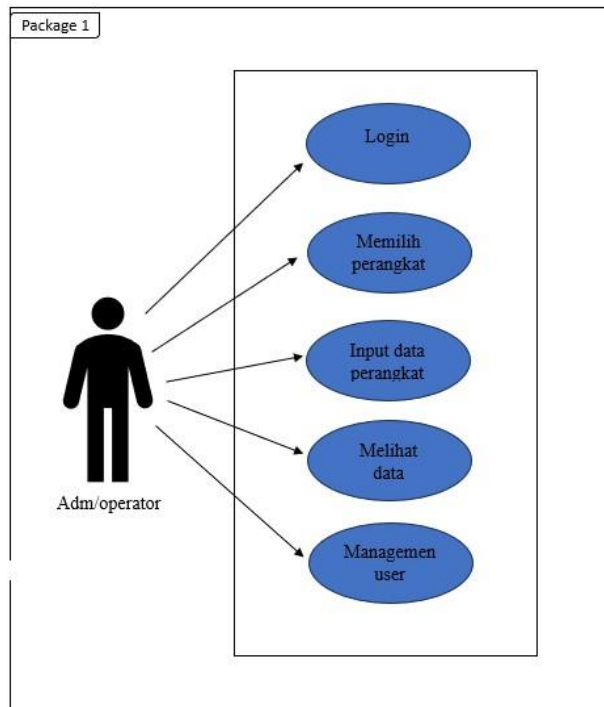 Package 1
Login
Memilih
perangkat
Input data
perangkat
Melihat
data
Adm/operator
Managemen
user